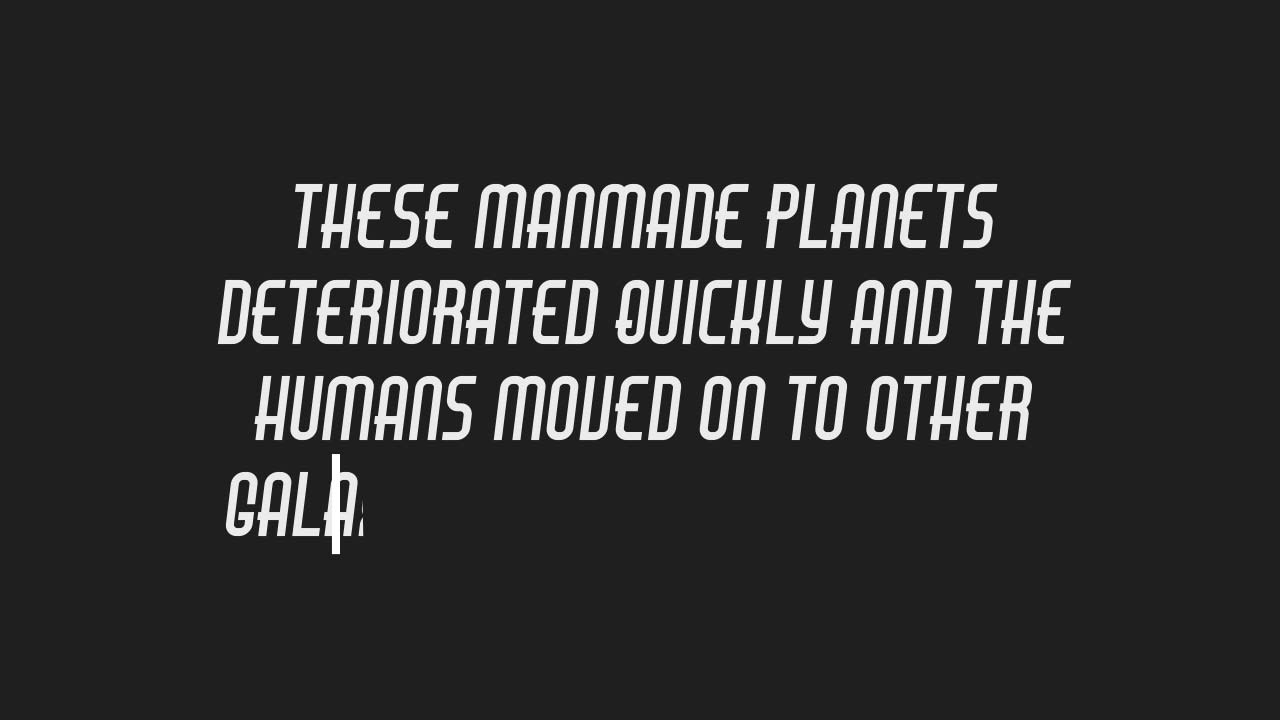 THESE MANMADE PLANETS
DETERIORATED QUICKLY AND THE
HUMANS MOVED ON TO OTHER
GALA